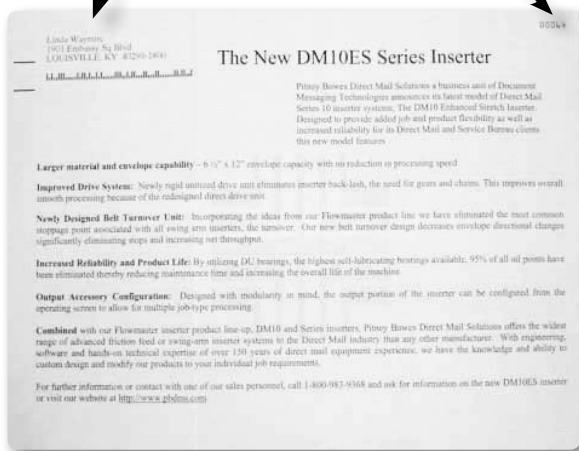 Linda Waymire
1901 Embassy Sq Blvd
LOUISVILLE, KY
The New DM10ES Series Inserter
Pitney Bowes Direct Mail Solutions a business unit of Document
Messaging Technologies announces its latest model of Direct Mail
Series 10 inserter systems, The DM10 Enhanced Stretch Inserter.
Designed to provide added job and product flexibility as well as
increased reliability for its Direct Mail and Service Bureau clients
this new model features
Larger material and envelope capability – 6 ½" x 12" envelope capacity with no reduction in processing speed
Improved Drive System: Newly rigid unitized drive unit eliminates inserter back-lash, the need for gears and chains. This improves overall
smooth processing because of the redesigned direct drive unit.
Newly Designed Belt Turnover Unit: Incorporating the ideas from our Flowmaster product line we have eliminated the most common
stoppage point associated with all swing arm inserters, the turnover. Our new belt turnover design decreases envelope directional changes
significantly eliminating stops and increasing net throughput.
Increased Reliability and Product Life: By utilizing DU bearings, the highest self-lubricating bearings available, 95% of all oil points have
been eliminated thereby reducing maintenance time and increasing the overall life of the machine.
Output Accessory Configuration: Designed with modularity in mind, the output portion of the inserter can be configured from the
operating screen to allow for multiple job-type processing.
Combined with our Flowmaster inserter product line-up, DM10 and Series inserters, Pitney Bowes Direct Mail Solutions offers the widest
range of advanced friction feed or swing-arm inserter systems to the Direct Mail industry than any other manufacturer. With engineering,
software and hands-on technical expertise of over 150 years of direct mail equipment experience, we have the knowledge and ability to
custom design and modify our products to your individual job requirements.
For further information or contact with one of our sales personnel, call 1-800-983-9368 and ask for information on the new DM10ES inserter
or visit our website at http://www.pbdms.com